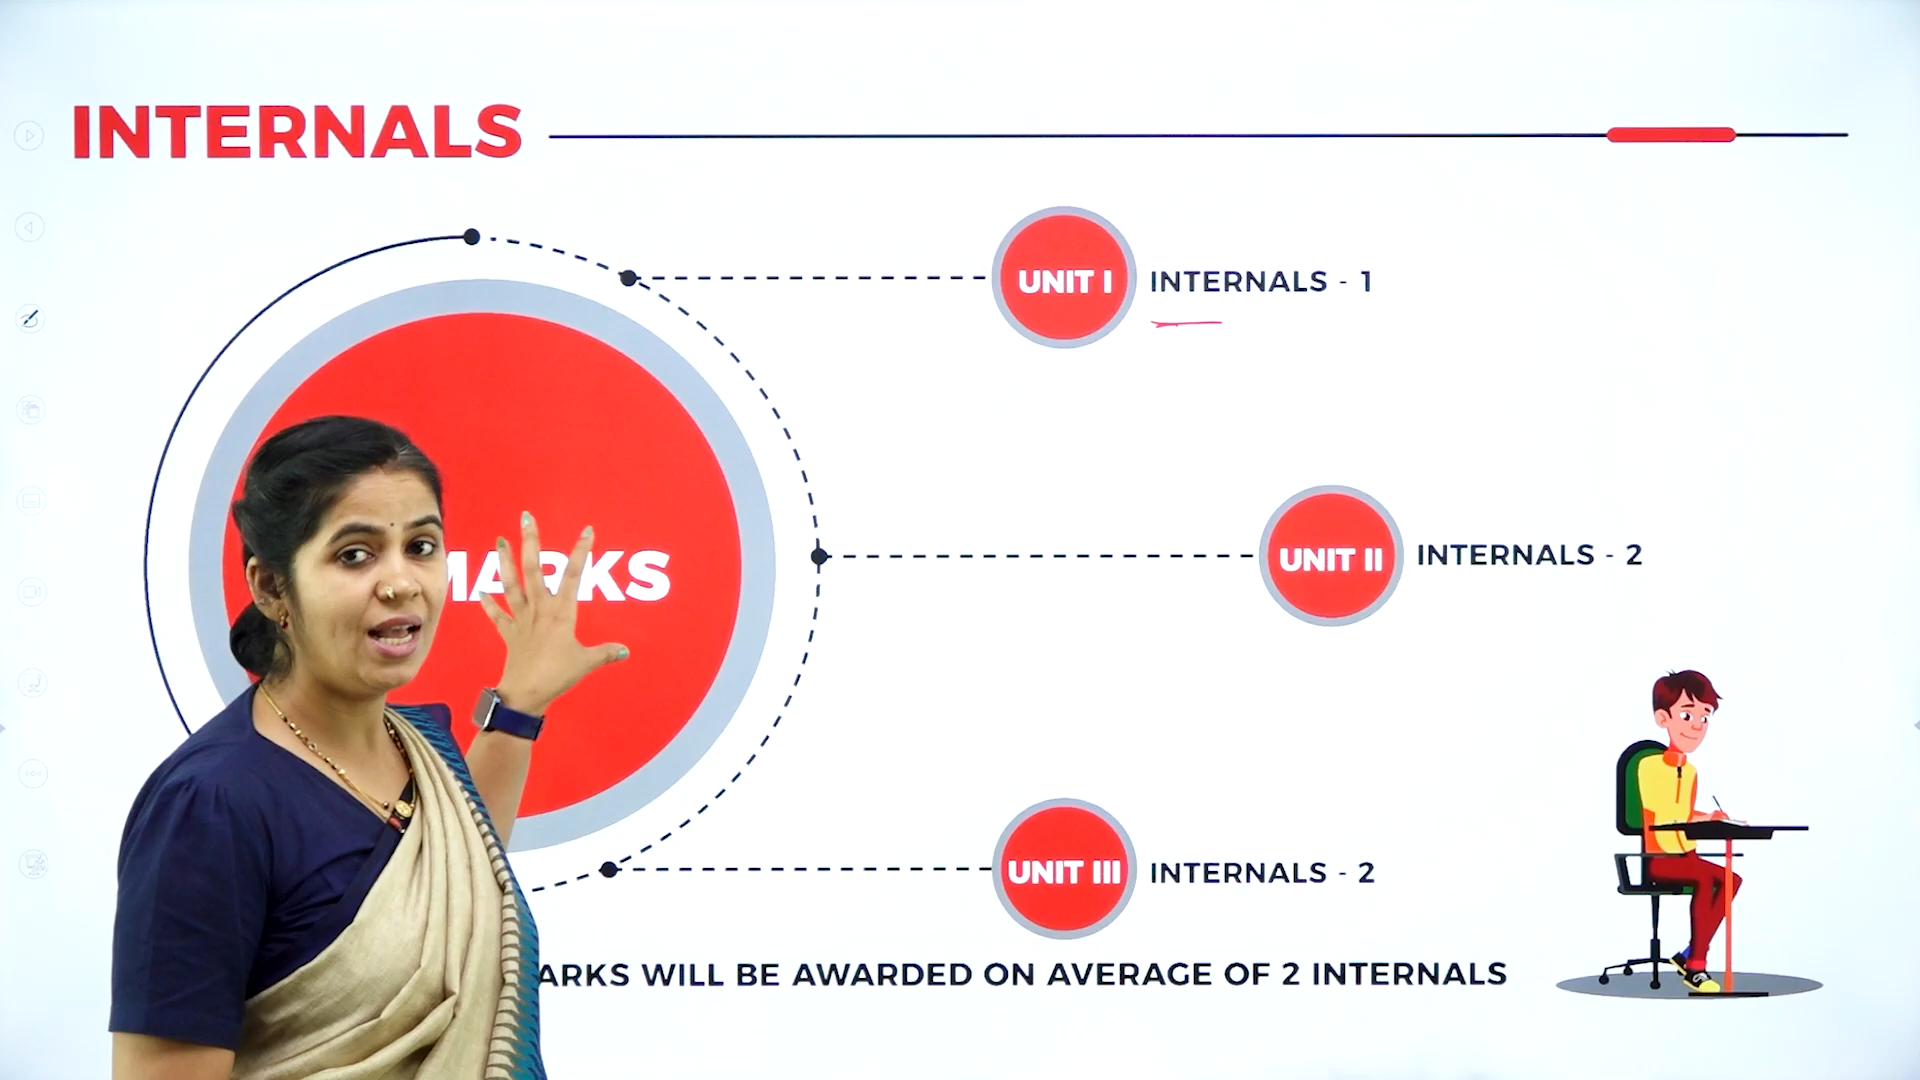 INTERNALS
UNIT I INTERNALS - 1
MARKS
UNIT II INTERNALS - 2
UNIT III INTERNALS - 2
WILL BE AWARDED ON AVERAGE OF 2 INTERNALS